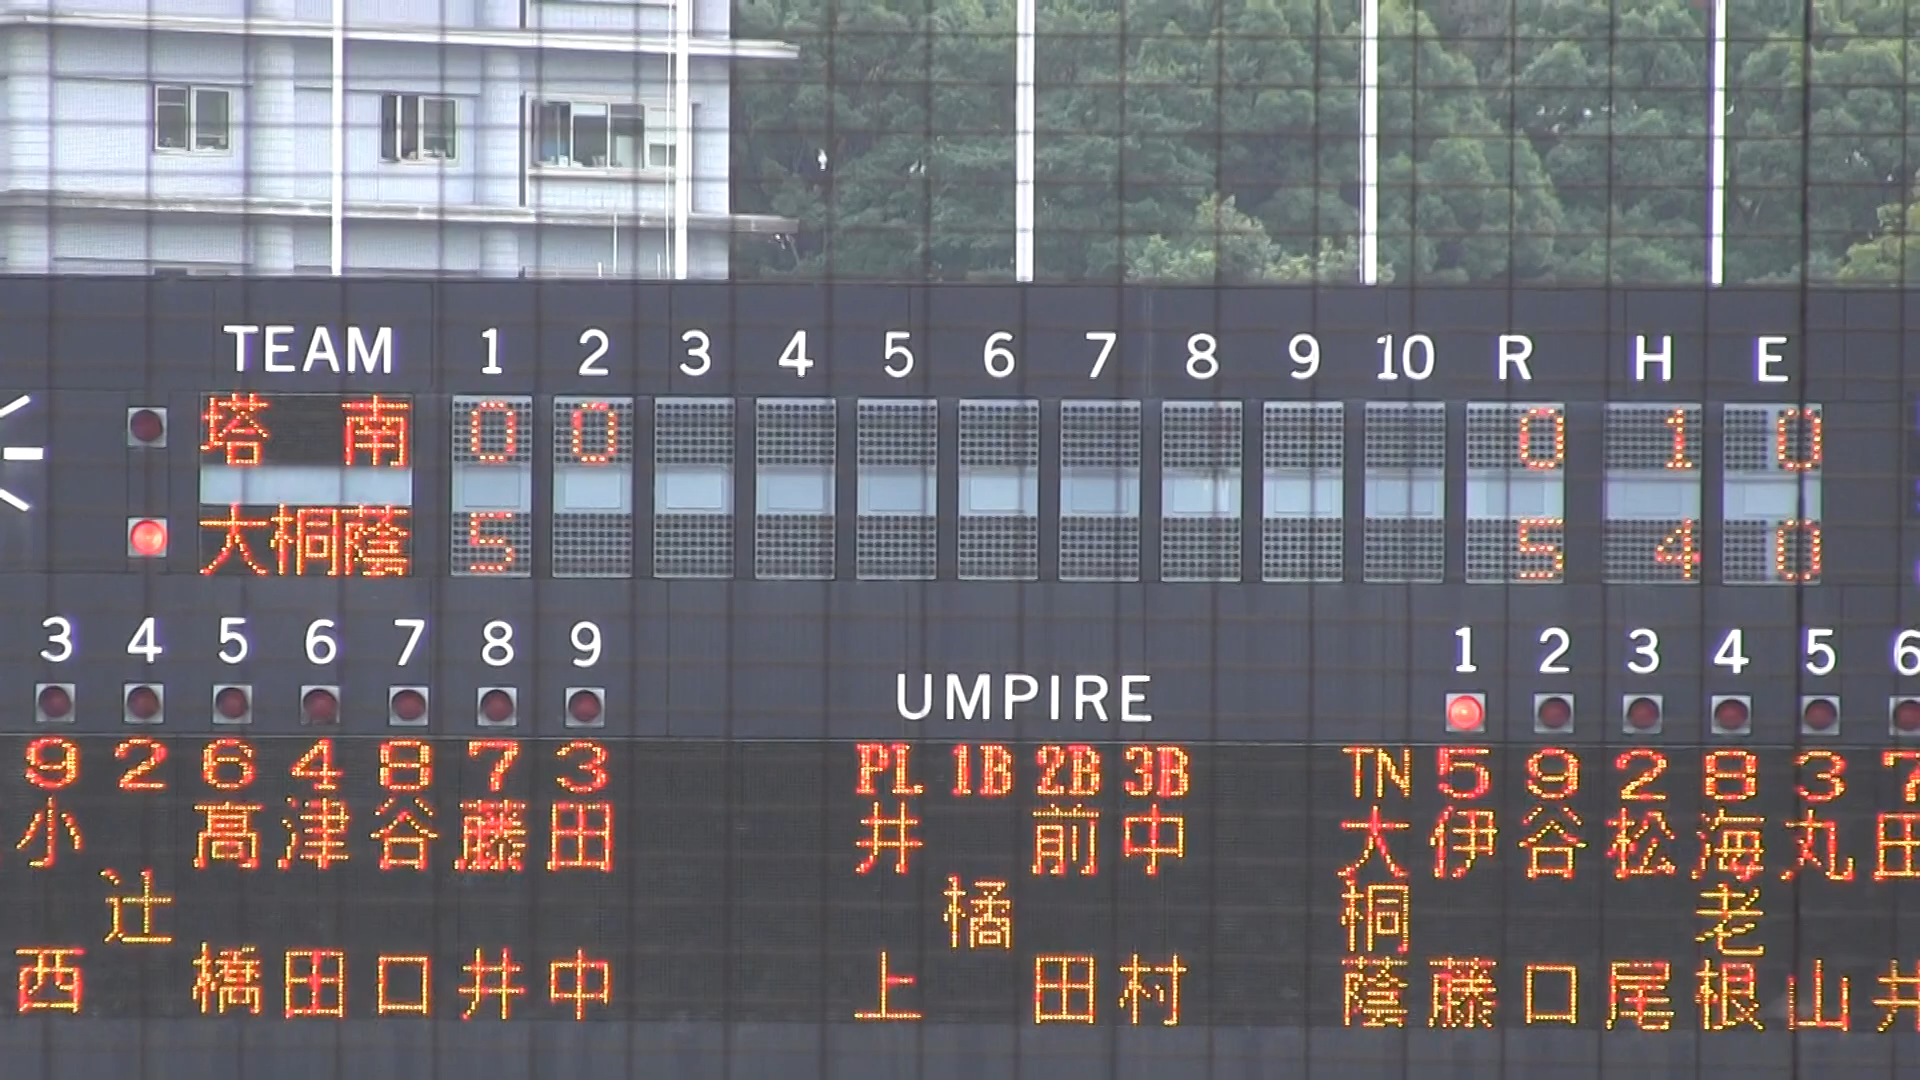 TEAM 1 2 3 4 5 6 7 8 9 10 R H E
塔南 0 0 0 1 0
大桐蔭 5 5 4 0
3 4 5 6 7 8 9
UMPIRE
1 2 3 4 5 6
9 2 6 4 8 7 3
小西 辻 髙橋 津田 谷口 藤井 田中
PL 1B 2B 3B
井上 橘 前田 中村
TN 5 9 2 8 3 7
大桐蔭 伊藤 谷口 松尾 海老根 丸山 田井